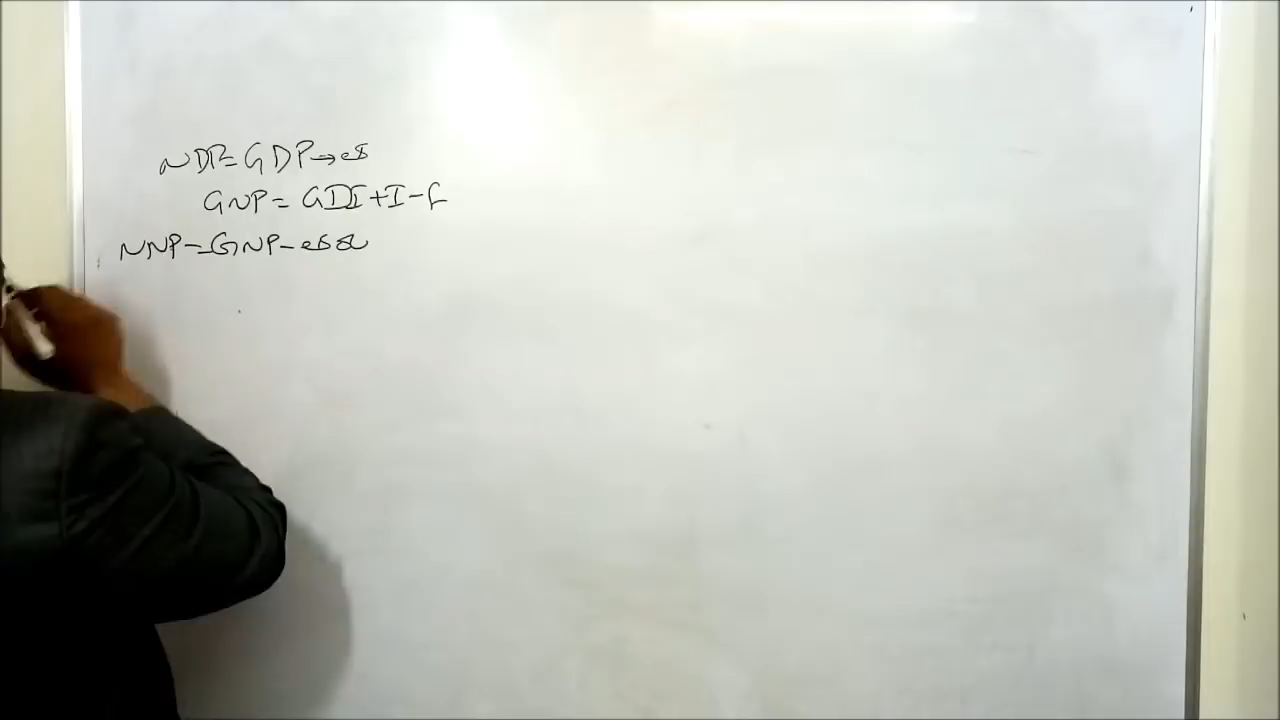 NDP=GDP→
GNP= GDI+I-
NNP-=GNP-